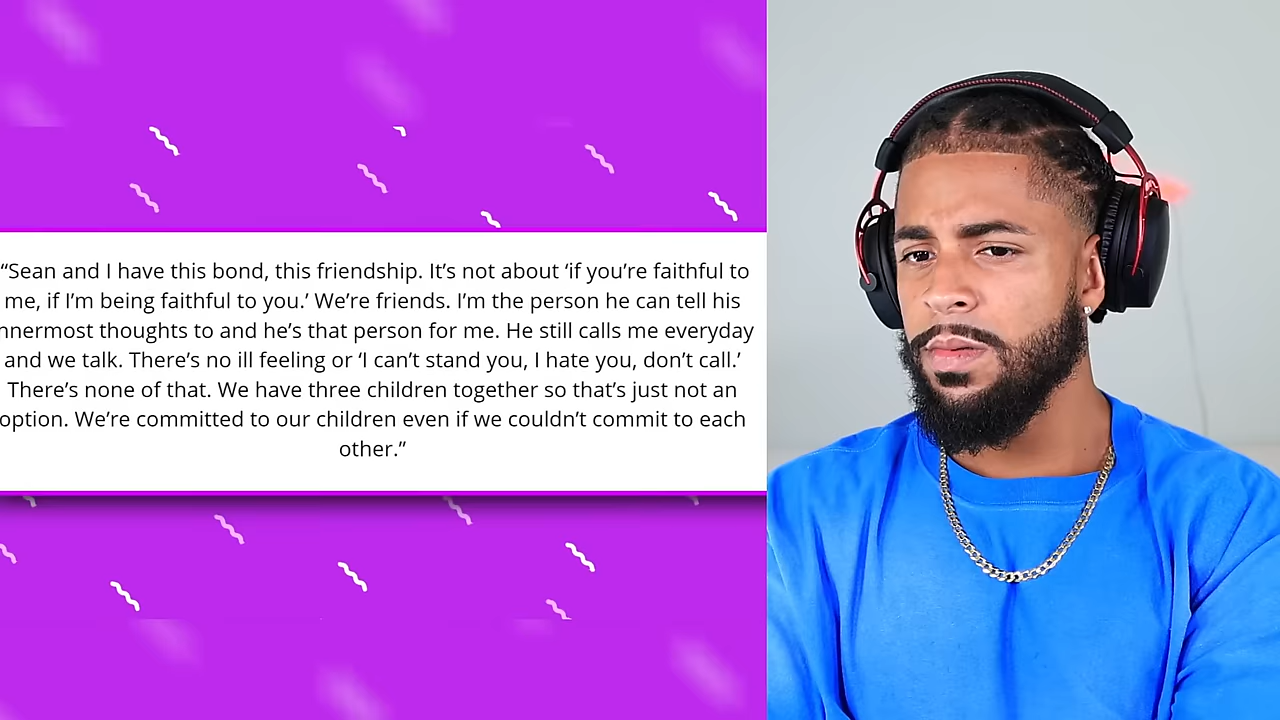 “Sean and I have this bond, this friendship. It’s not about ‘if you’re faithful to
me, if I’m being faithful to you.’ We’re friends. I’m the person he can tell his
nnermost thoughts to and he’s that person for me. He still calls me everyday
and we talk. There’s no ill feeling or ‘I can’t stand you, I hate you, don’t call.’
There’s none of that. We have three children together so that’s just not an
option. We’re committed to our children even if we couldn’t commit to each
other.”